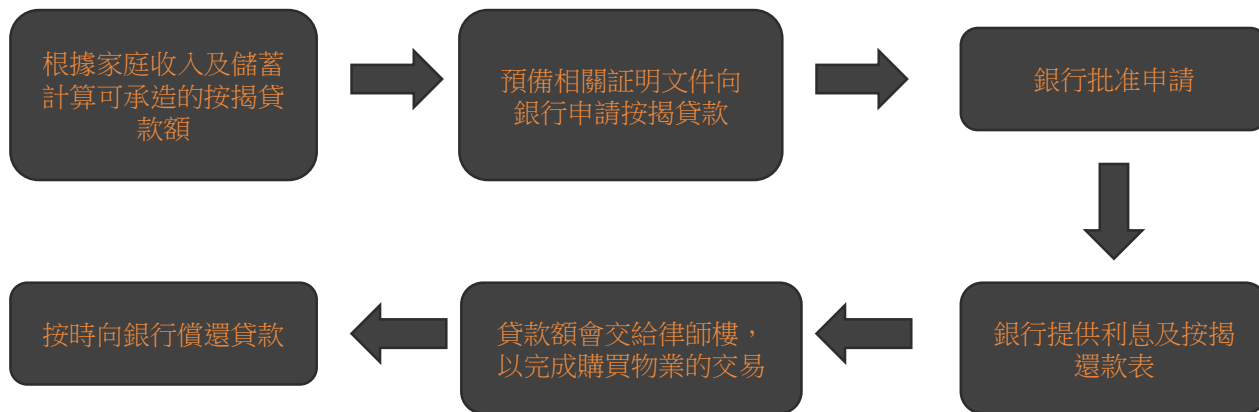 根據家庭收入及儲蓄
計算可承造的按揭貸
款額
預備相關証明文件向
銀行申請按揭貸款
銀行批准申請
銀行提供利息及按揭
還款表
貸款額會交給律師樓，
以完成購買物業的交易
按時向銀行償還貸款